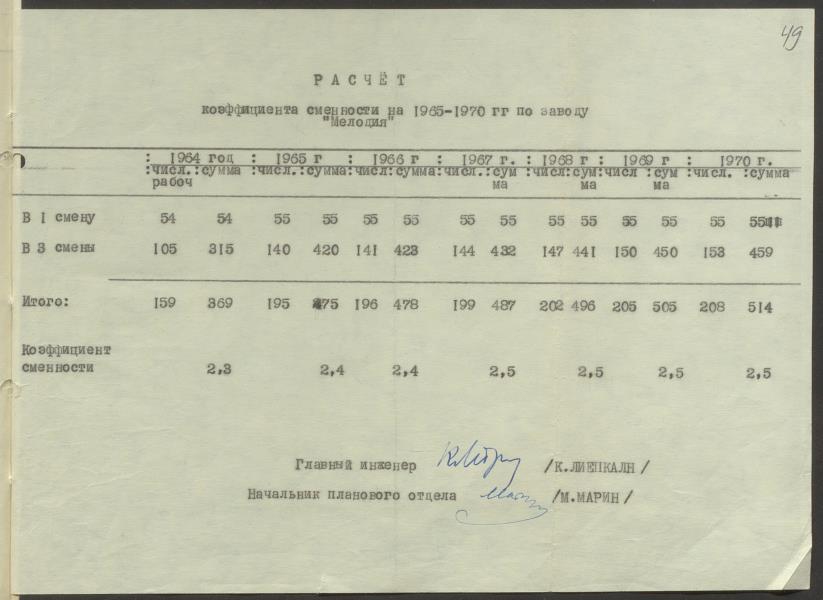 49
РАСЧЁТ
коэффициента сменности на 1965-1970 гг по заводу
"Мелодия"
: 1964 год : 1965 г : 1966 г : 1967 г. : 1968 г : 1969 г : 1970 г.
:числ.:сумма :числ.:сумма:числ:сумма:числ.:сум :числ:сум:числ :сум :числ. :сумма
рабоч ма ма ма
В I смену 54 54 55 55 55 55 55 55 55 55 55 55 55 55
В 3 смены 105 315 140 420 141 423 144 432 147 441 150 450 153 459
Итого: 159 369 195 475 196 478 199 487 202 496 205 505 208 514
Коэффициент
сменности 2,3 2,4 2,4 2,5 2,5 2,5 2,5
Главный инженер /К.ЛИЕПКАЛН/
Начальник планового отдела /М.МАРИН/